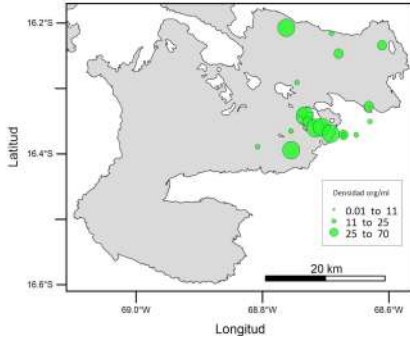 16.2°S
Latitud
16.4°S
Densidad org/ml
0.01 to 11
11 to 25
25 to 70
20 km
16.6°S
69.0°W
68.8°W
68.6°W
Longitud